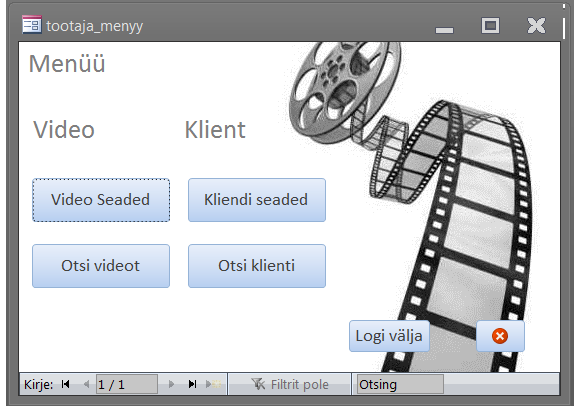 tootaja_menyy
Menüü
Video Klient
Video Seaded Kliendi seaded
Otsi videot Otsi klienti
Logi välja
Kirje: 1 / 1 Filtrit pole Otsing